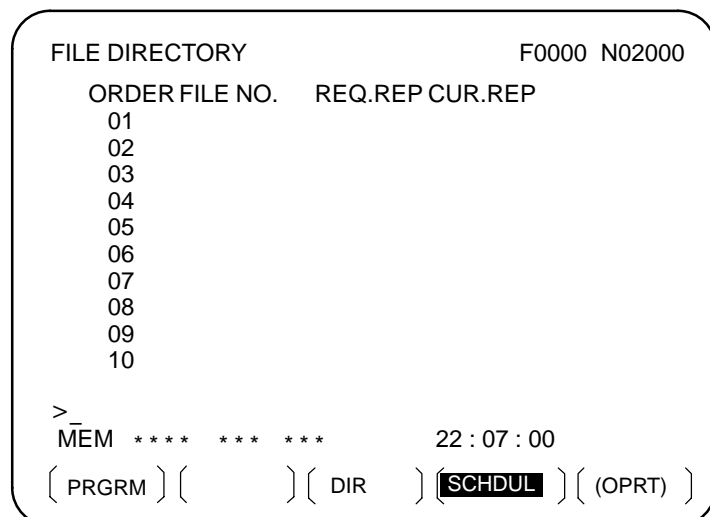 FILE DIRECTORY F0000 N02000
ORDER FILE NO. REQ.REP CUR.REP
01
02
03
04
05
06
07
08
09
10
>_
MEM **** *** *** 22 : 07 : 00
[ PRGRM ] [ ] [ DIR ] [ SCHDUL ] [ (OPRT) ]